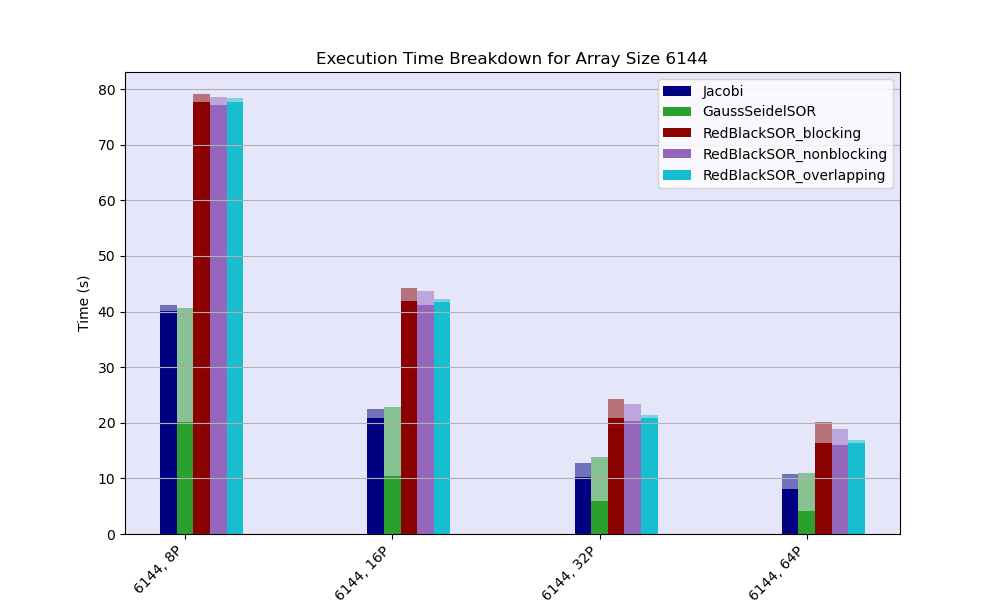 Execution Time Breakdown for Array Size 6144
Time (s)
80
70
60
50
40
30
20
10
0
Jacobi
GaussSeidelSOR
RedBlackSOR_blocking
RedBlackSOR_nonblocking
RedBlackSOR_overlapping
6144, 8P
6144, 16P
6144, 32P
6144, 64P